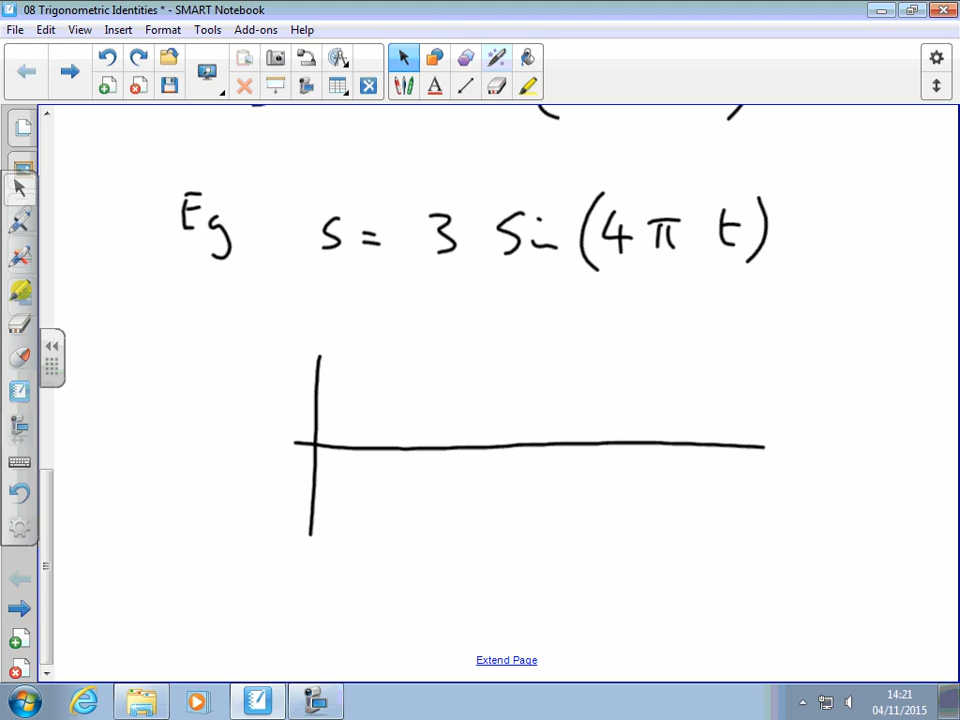 08 Trigonometric Identities * - SMART Notebook
File Edit View Insert Format Tools Add-ons Help
Eg s = 3 Sin(4π t)
Extend Page
14:21
04/11/2015